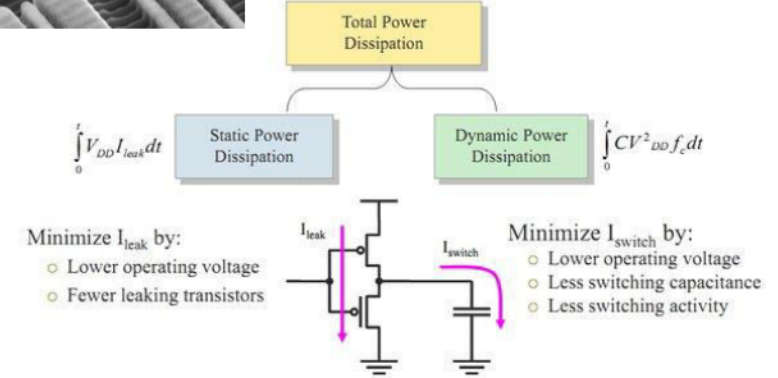 Total Power
Dissipation
∫₀ᵗ V_DD I_leak dt
Static Power
Dissipation
Dynamic Power
Dissipation
∫₀ᵗ CV²_DD f_c dt
Minimize I_leak by:
○ Lower operating voltage
○ Fewer leaking transistors
I_leak
I_switch
Minimize I_switch by:
○ Lower operating voltage
○ Less switching capacitance
○ Less switching activity